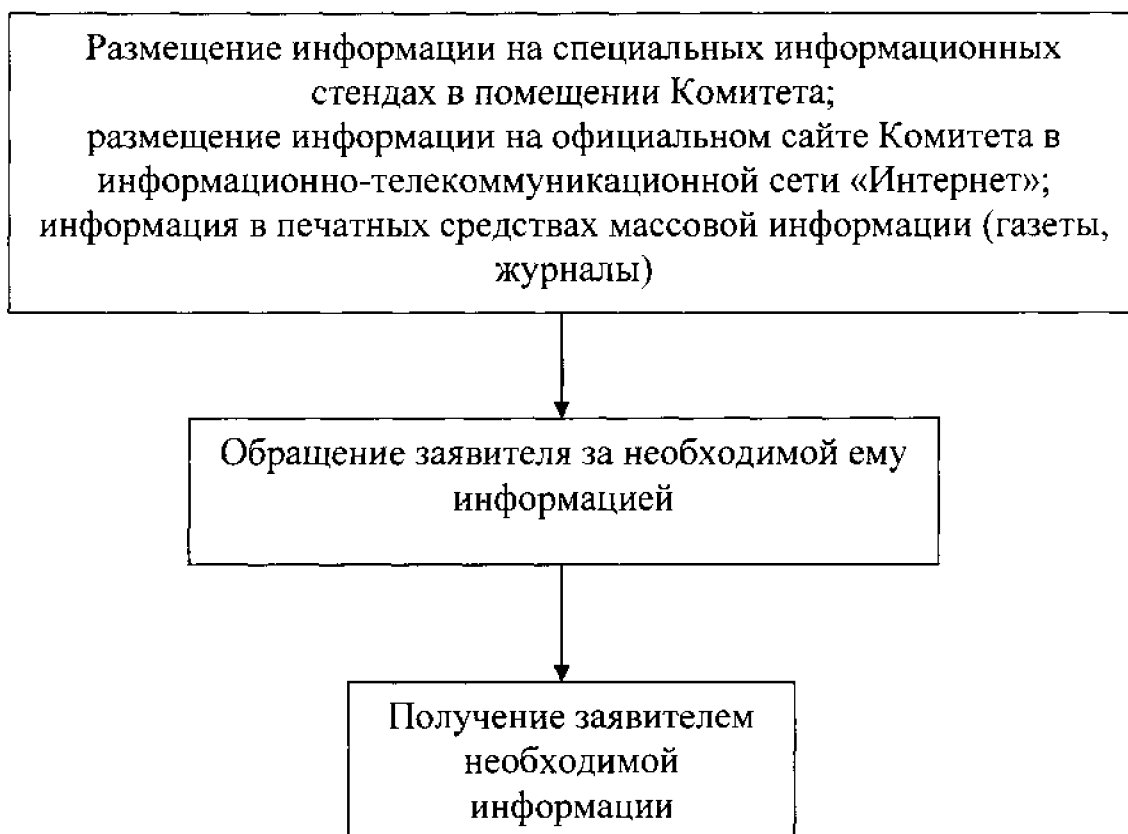 Размещение информации на специальных информационных
стендах в помещении Комитета;
размещение информации на официальном сайте Комитета в
информационно-телекоммуникационной сети «Интернет»;
информация в печатных средствах массовой информации (газеты,
журналы)
Обращение заявителя за необходимой ему
информацией
Получение заявителем
необходимой
информации